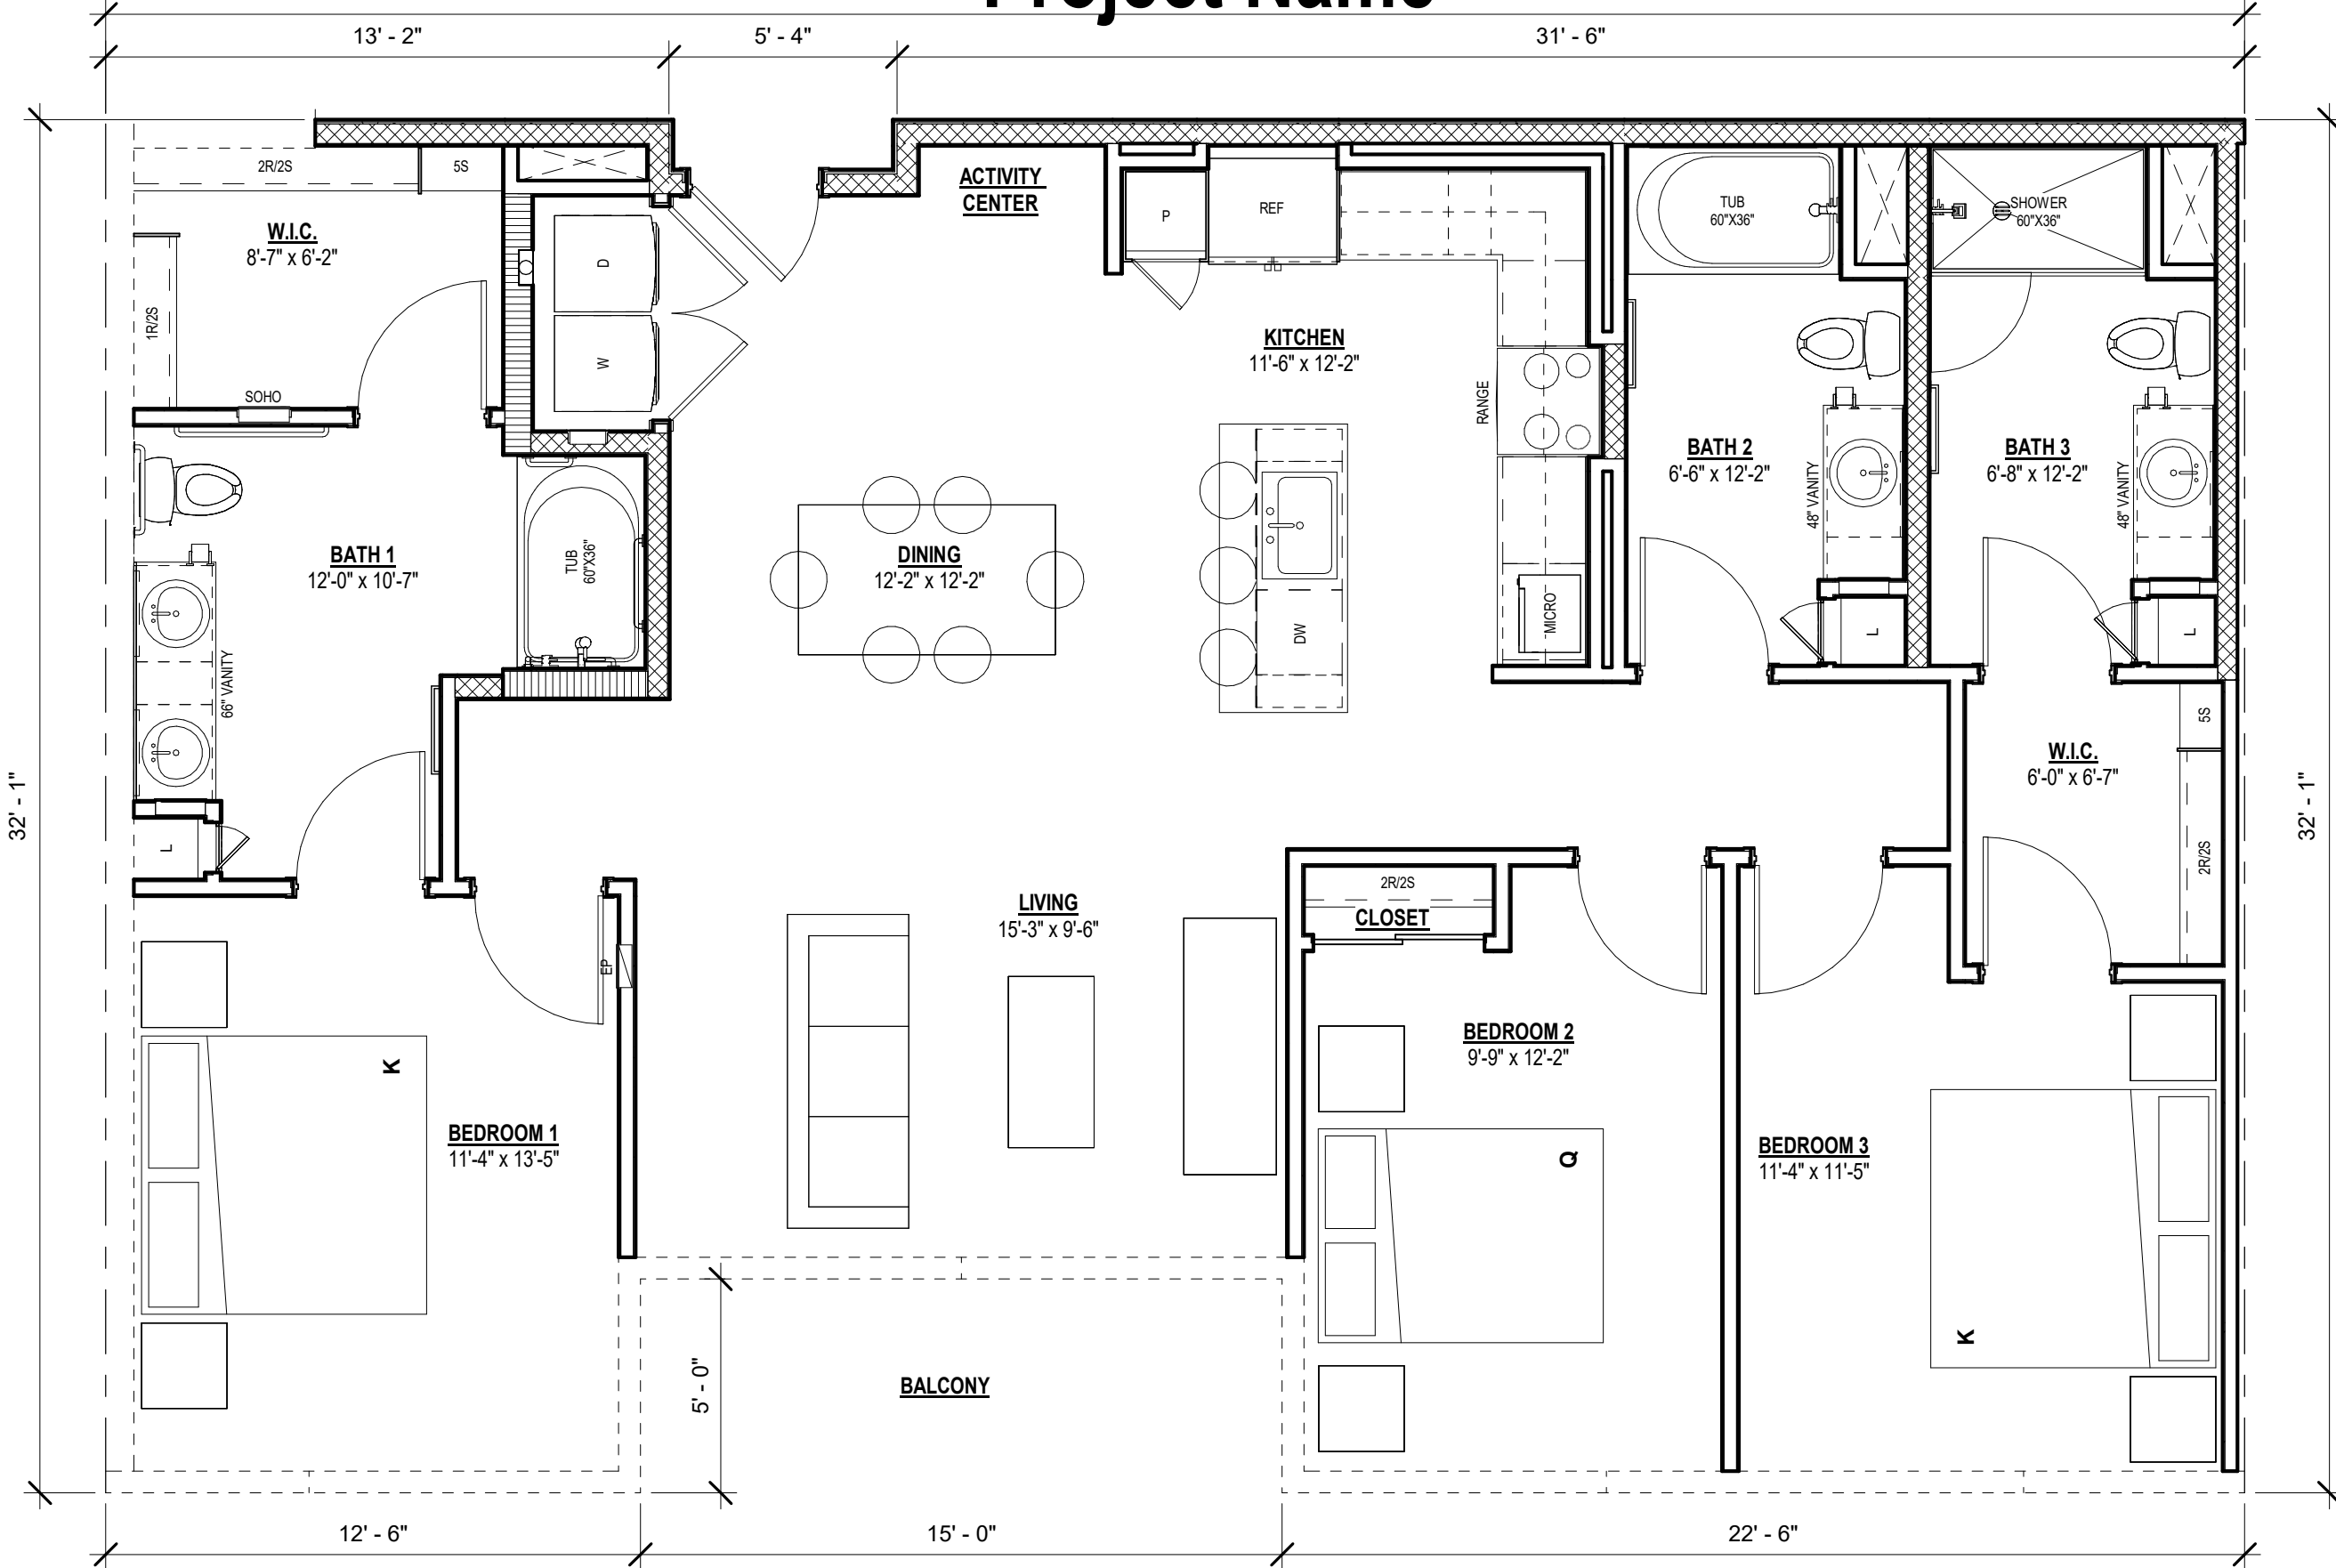 Project Name
13' - 2"
5' - 4"
31' - 6"
2R/2S
5S
W.I.C.
8'-7" x 6'-2"
1R/2S
SOHO
D
W
ACTIVITY
CENTER
P
REF
KITCHEN
11'-6" x 12'-2"
RANGE
MICRO
DW
TUB
60"X36"
SHOWER
60"X36"
BATH 2
6'-6" x 12'-2"
48" VANITY
L
BATH 3
6'-8" x 12'-2"
48" VANITY
L
BATH 1
12'-0" x 10'-7"
TUB
60"X36"
66" VANITY
L
DINING
12'-2" x 12'-2"
32' - 1"
5S
W.I.C.
6'-0" x 6'-7"
2R/2S
32' - 1"
LIVING
15'-3" x 9'-6"
2R/2S
CLOSET
EP
K
BEDROOM 1
11'-4" x 13'-5"
BEDROOM 2
9'-9" x 12'-2"
Q
BEDROOM 3
11'-4" x 11'-5"
K
BALCONY
5' - 0"
12' - 6"
15' - 0"
22' - 6"